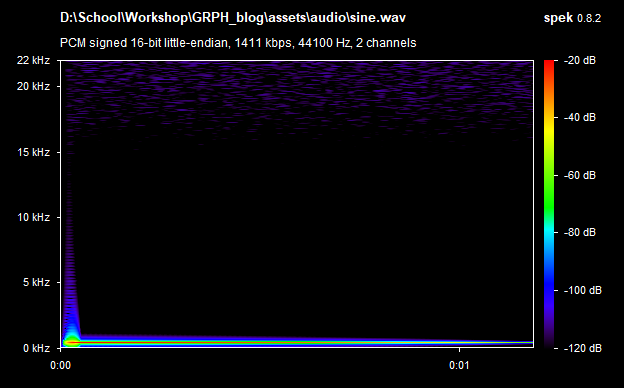 D:\School\Workshop\GRPH_blog\assets\audio\sine.wav
spek 0.8.2
PCM signed 16-bit little-endian, 1411 kbps, 44100 Hz, 2 channels
22 kHz
20 kHz
15 kHz
10 kHz
5 kHz
0 kHz
0:00
0:01
-20 dB
-40 dB
-60 dB
-80 dB
-100 dB
-120 dB